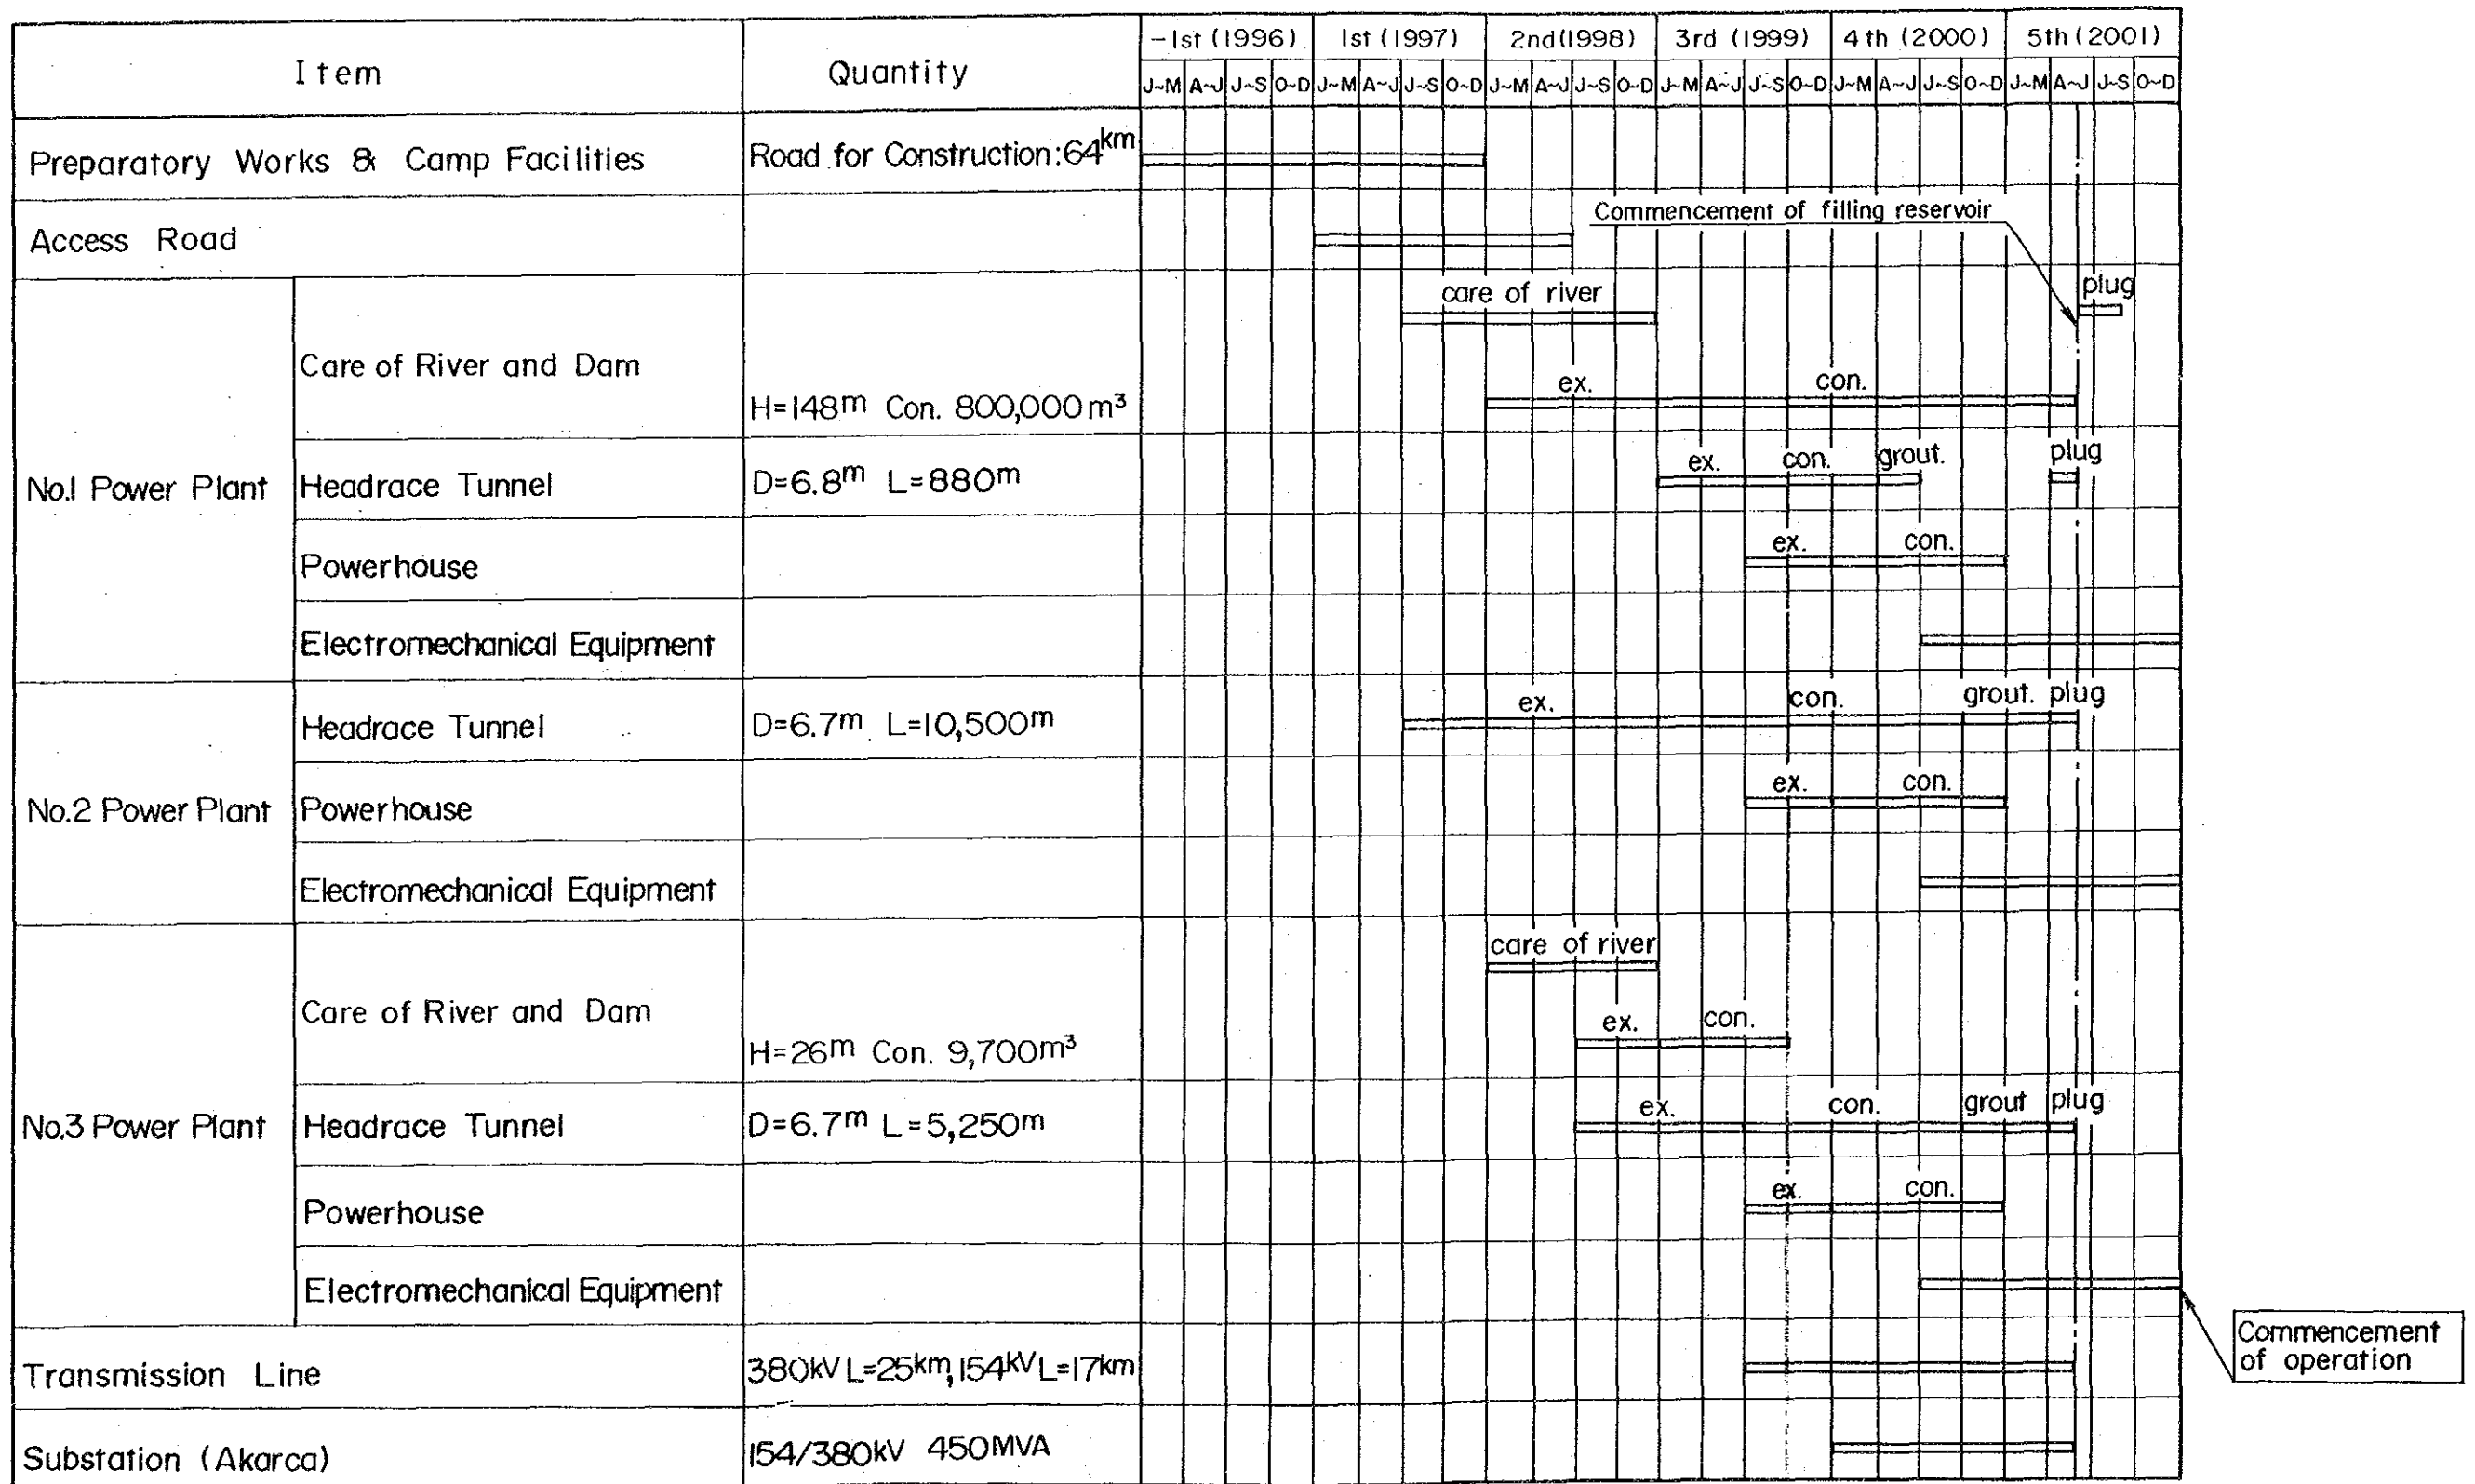 Item Quantity -1st (1996) 1st (1997) 2nd (1998) 3rd (1999) 4th (2000) 5th (2001)
J~M A~J J~S O~D J~M A~J J~S O~D J~M A~J J~S O~D J~M A~J J~S O~D J~M A~J J~S O~D J~M A~J J~S O~D
Preparatory Works & Camp Facilities Road for Construction:64km
Commencement of filling reservoir
Access Road
care of river plug
Care of River and Dam
ex. con.
H=148m Con. 800,000m³
ex. con. grout. plug
No.1 Power Plant Headrace Tunnel D=6.8m L=880m
ex. con.
Powerhouse
Electromechanical Equipment
ex. con. grout. plug
Headrace Tunnel D=6.7m L=10,500m
ex. con.
No.2 Power Plant Powerhouse
Electromechanical Equipment
care of river
Care of River and Dam
ex. con.
H=26m Con. 9,700m³
ex. con. grout plug
No.3 Power Plant Headrace Tunnel D=6.7m L=5,250m
ex. con.
Powerhouse
Electromechanical Equipment
Commencement
of operation
Transmission Line 380kV L=25km, 154kV L=17km
Substation (Akarca) 154/380kV 450MVA